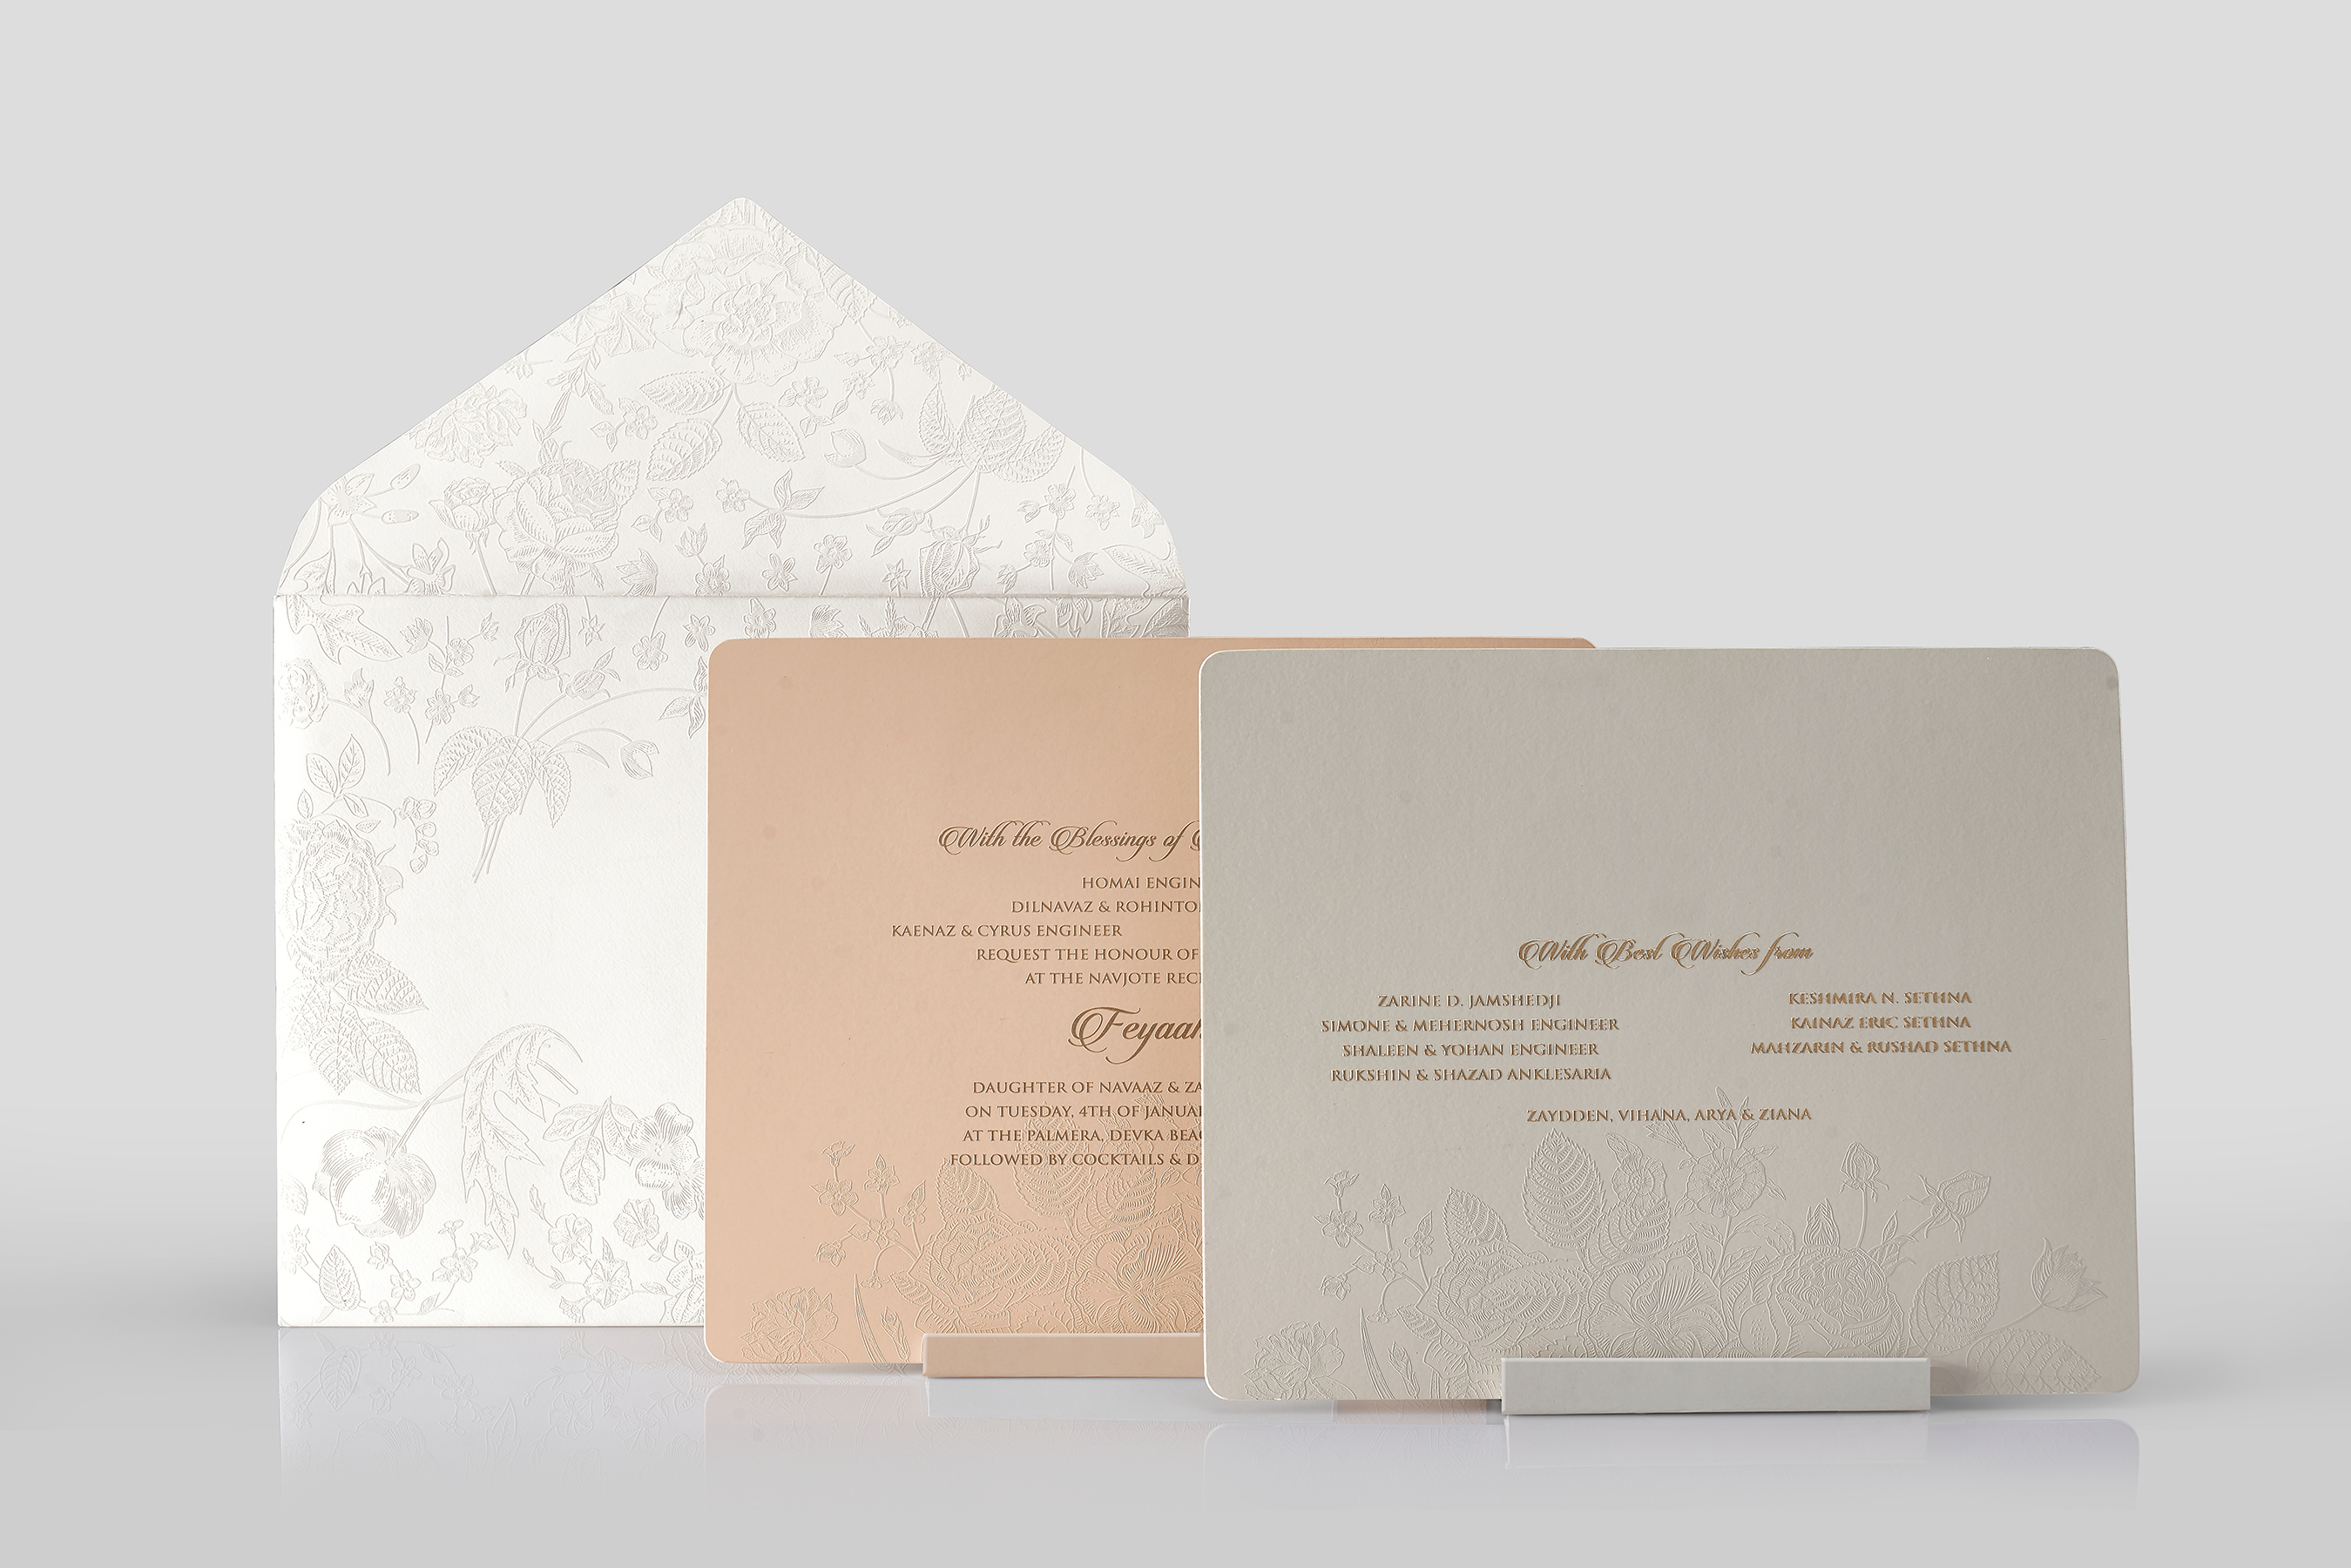 With the Blessings of
HOMAI ENGIN
DILNAVAZ & ROHINTO
KAENAZ & CYRUS ENGINEER
REQUEST THE HONOUR OF
AT THE NAVJOTE REC
Feyaa
DAUGHTER OF NAVAAZ & ZA
ON TUESDAY, 4TH OF JANUA
AT THE PALMERA, DEVKA BEA
FOLLOWED BY COCKTAILS & D
With Best Wishes from
ZARINE D. JAMSHEDJI
SIMONE & MEHERNOSH ENGINEER
SHALEEN & YOHAN ENGINEER
RUKSHIN & SHAZAD ANKLESARIA
KESHMIRA N. SETHNA
KAINAZ ERIC SETHNA
MAHZARIN & RUSHAD SETHNA
ZAYDDEN, VIHANA, ARYA & ZIANA